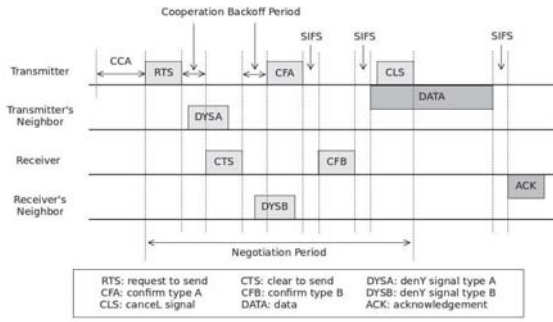 Cooperation Backoff Period
SIFS
SIFS
SIFS
CCA
Transmitter
RTS
CFA
CLS
DATA
Transmitter's
Neighbor
DYSA
Receiver
CTS
CFB
ACK
Receiver's
Neighbor
DYSB
Negotiation Period
RTS: request to send
CTS: clear to send
DYSA: denY signal type A
CFA: confirm type A
CFB: confirm type B
DYSB: denY signal type B
CLS: canceL signal
DATA: data
ACK: acknowledgement